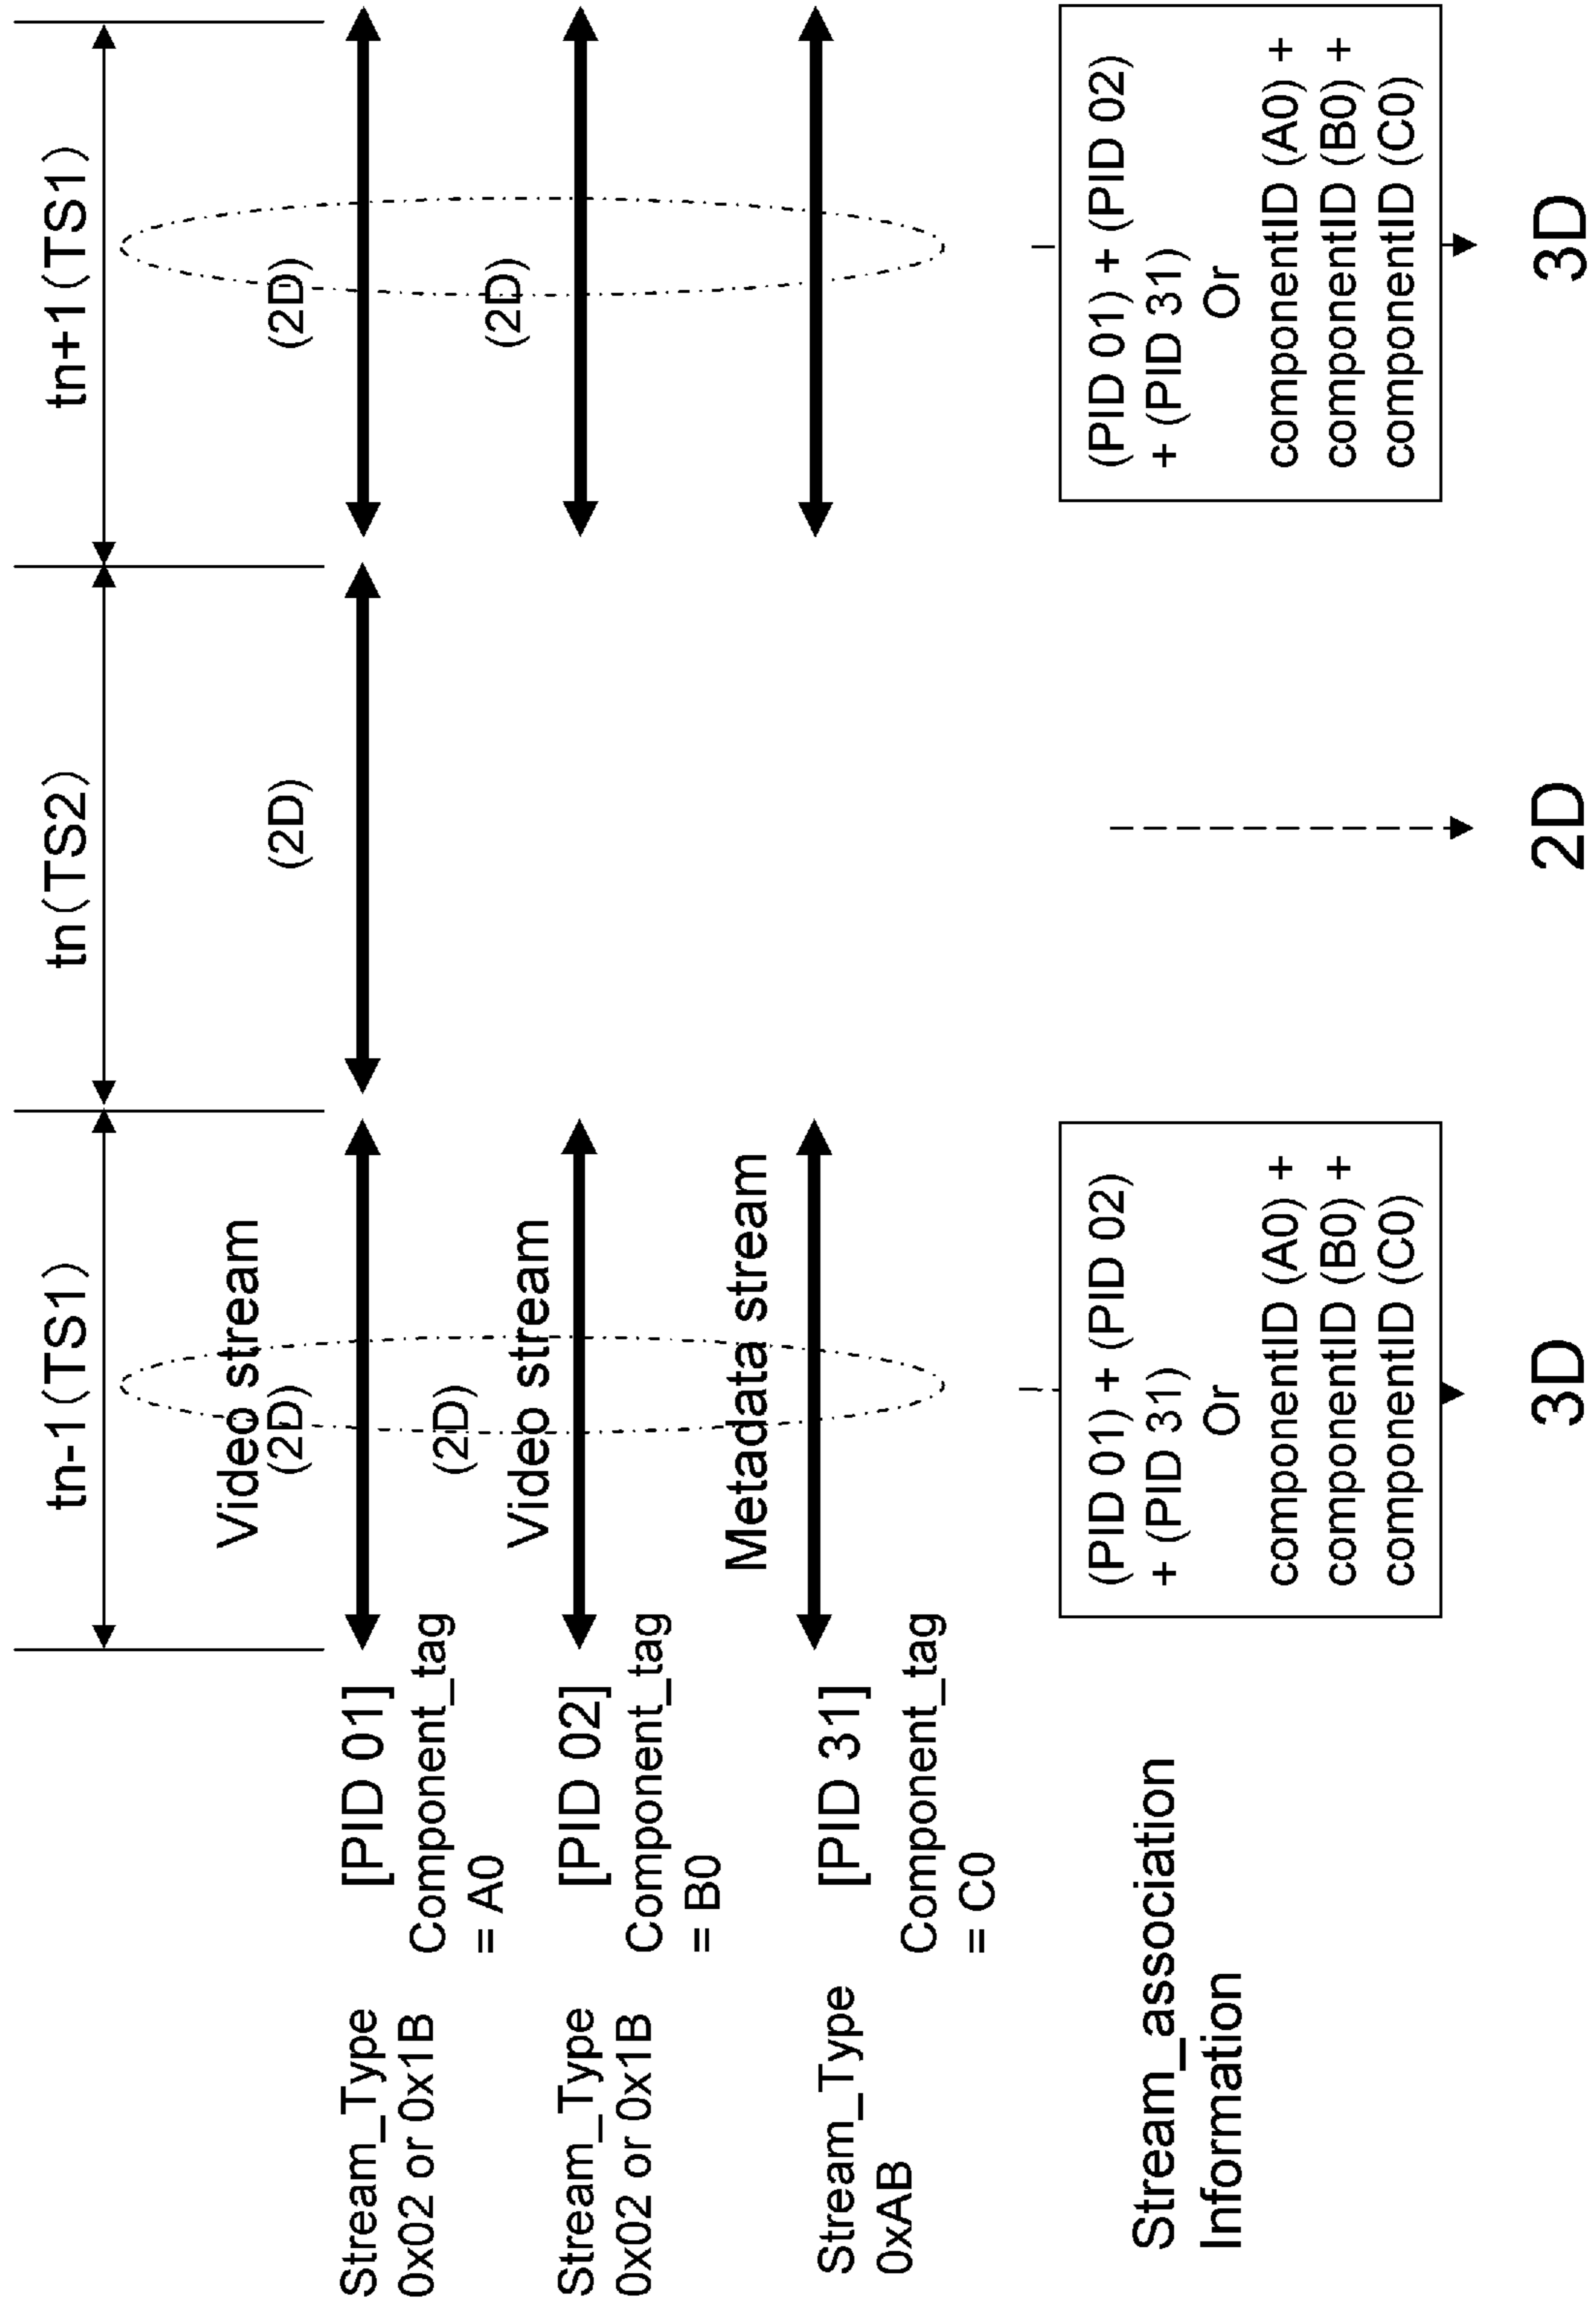 tn-1(TS1)
tn(TS2)
tn+1(TS1)
Video stream
(2D)
(2D)
(2D)
Stream_Type
0x02 or 0x1B
[PID 01]
Component_tag
= A0
(2D)
Video stream
(2D)
Stream_Type
0x02 or 0x1B
[PID 02]
Component_tag
= B0
Metadata stream
Stream_Type
0xAB
[PID 31]
Component_tag
= C0
Stream_association
Information
(PID 01) + (PID 02)
+ (PID 31)
Or
componentID (A0) +
componentID (B0) +
componentID (C0)
(PID 01) + (PID 02)
+ (PID 31)
Or
componentID (A0) +
componentID (B0) +
componentID (C0)
3D
2D
3D